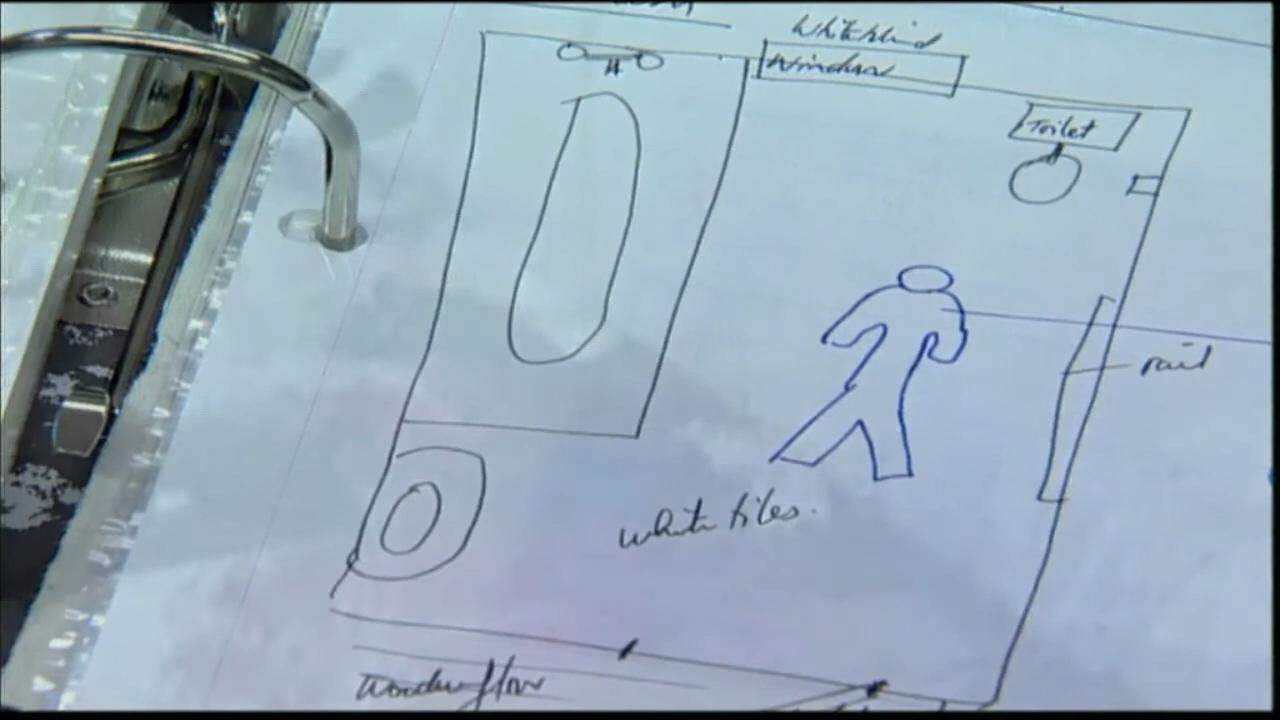 White blind
Window
Toilet
rail
white tiles.
Wooden floor